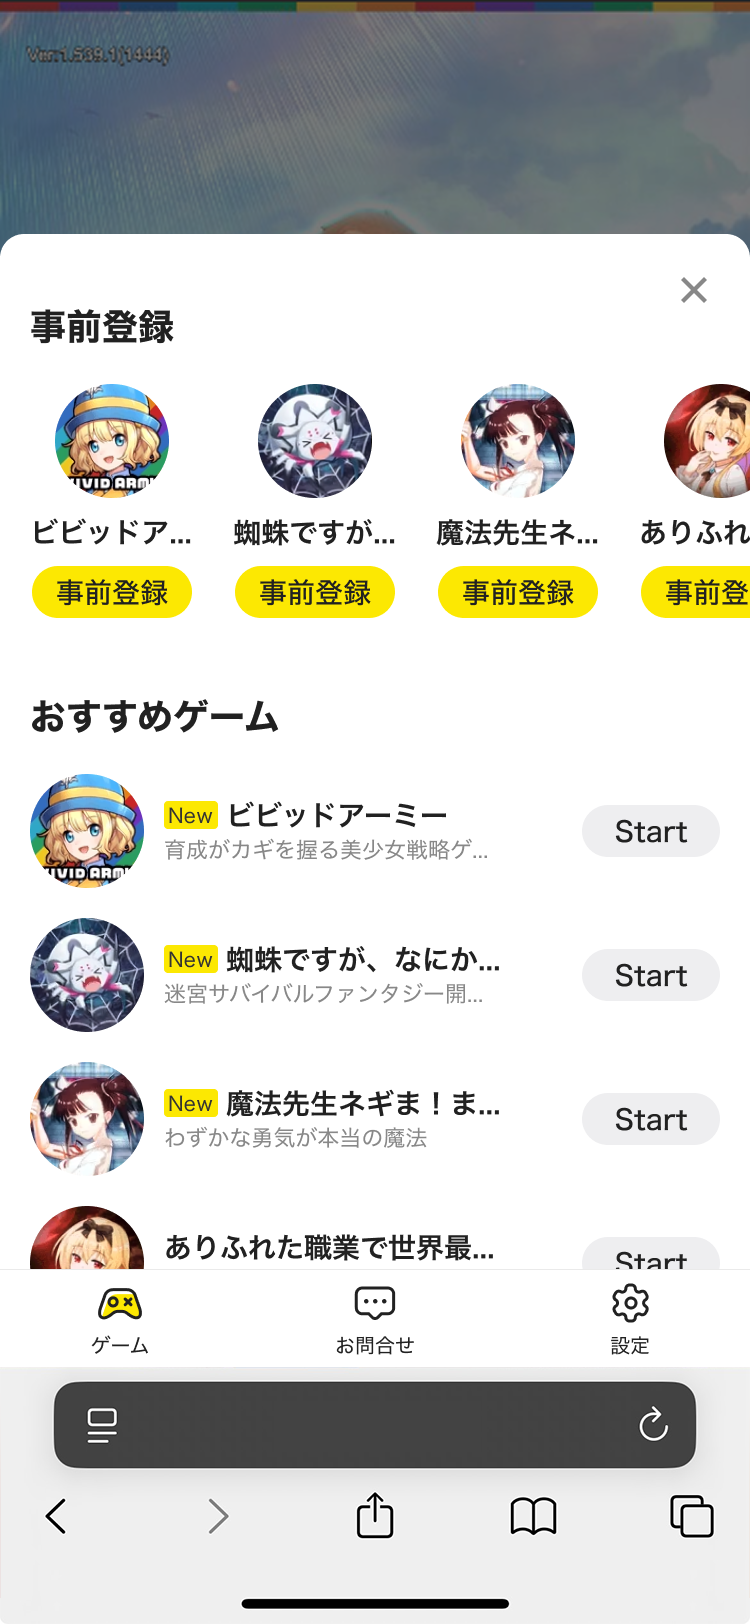 Ver:1.539.1(1444)
事前登録
VIVID ARMY
ビビッドア... 蜘蛛ですが... 魔法先生ネ... ありふれ
事前登録 事前登録 事前登録 事前登
おすすめゲーム
New ビビッドアーミー
育成がカギを握る美少女戦略ゲ...
VIVID ARMY
Start
New 蜘蛛ですが、なにか...
迷宮サバイバルファンタジー開...
Start
New 魔法先生ネギま！ま...
わずかな勇気が本当の魔法
Start
ありふれた職業で世界最...
Start
ゲーム お問合せ 設定